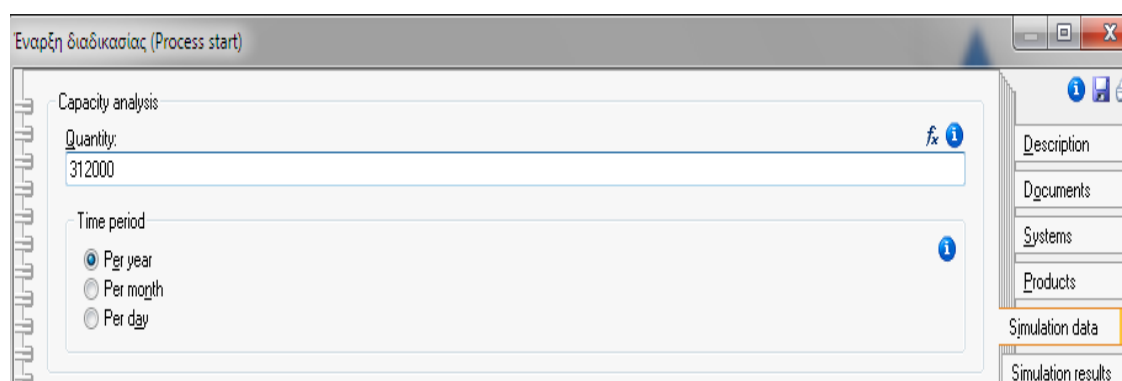 Έναρξη διαδικασίας (Process start)
Capacity analysis
Quantity:
312000
Time period
Per year
Per month
Per day
Description
Documents
Systems
Products
Simulation data
Simulation results